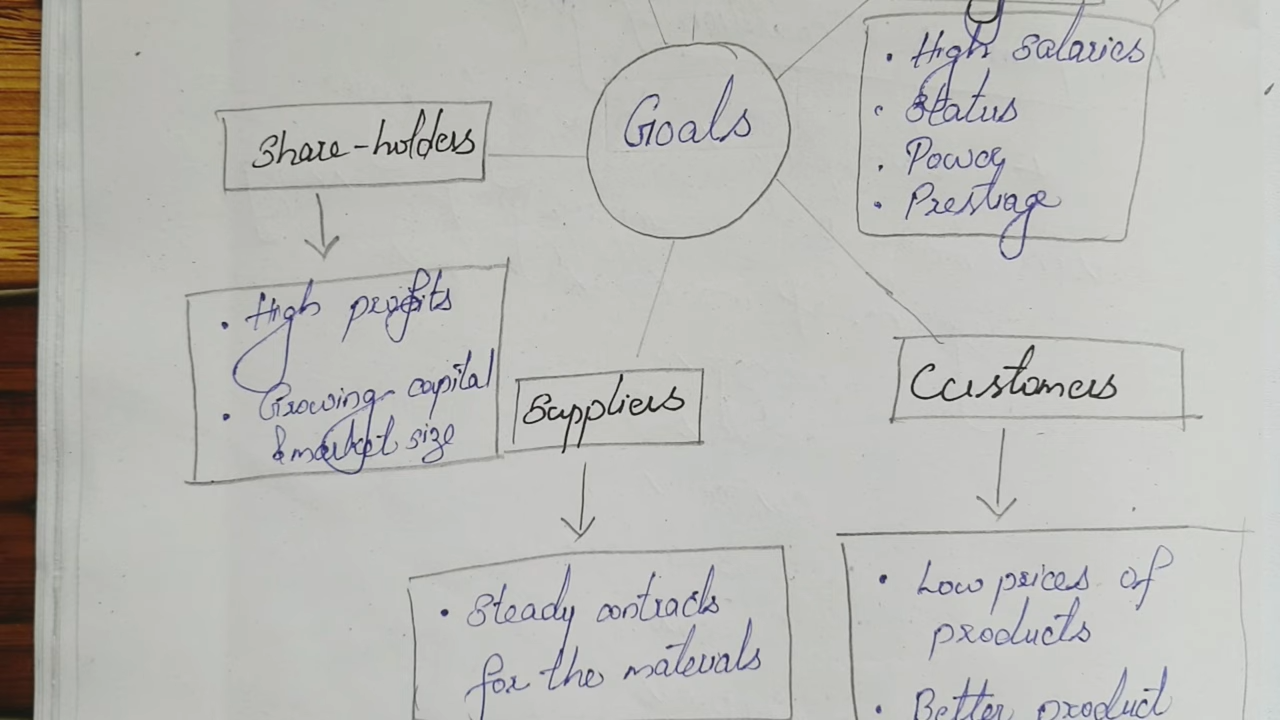 Goals
• High salaries
• Status
• Power
• Prestiage
Share-holders
• High profits
• Growing capital
& market size
Suppliers
• Steady contracts
for the materials
Customers
• Low prices of
products
• Better product